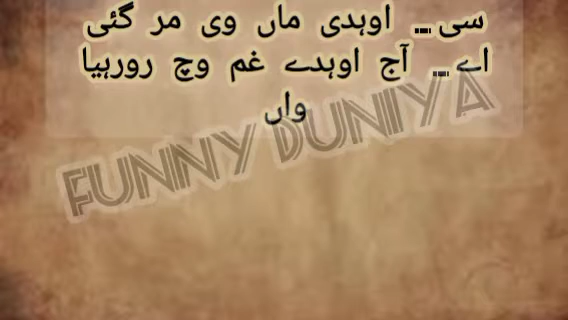 سی ... اوہدی ماں وی مر گئی
اے ... آج اوہدے غم وچ رورہیا
واں
FUNNY DUNIYA